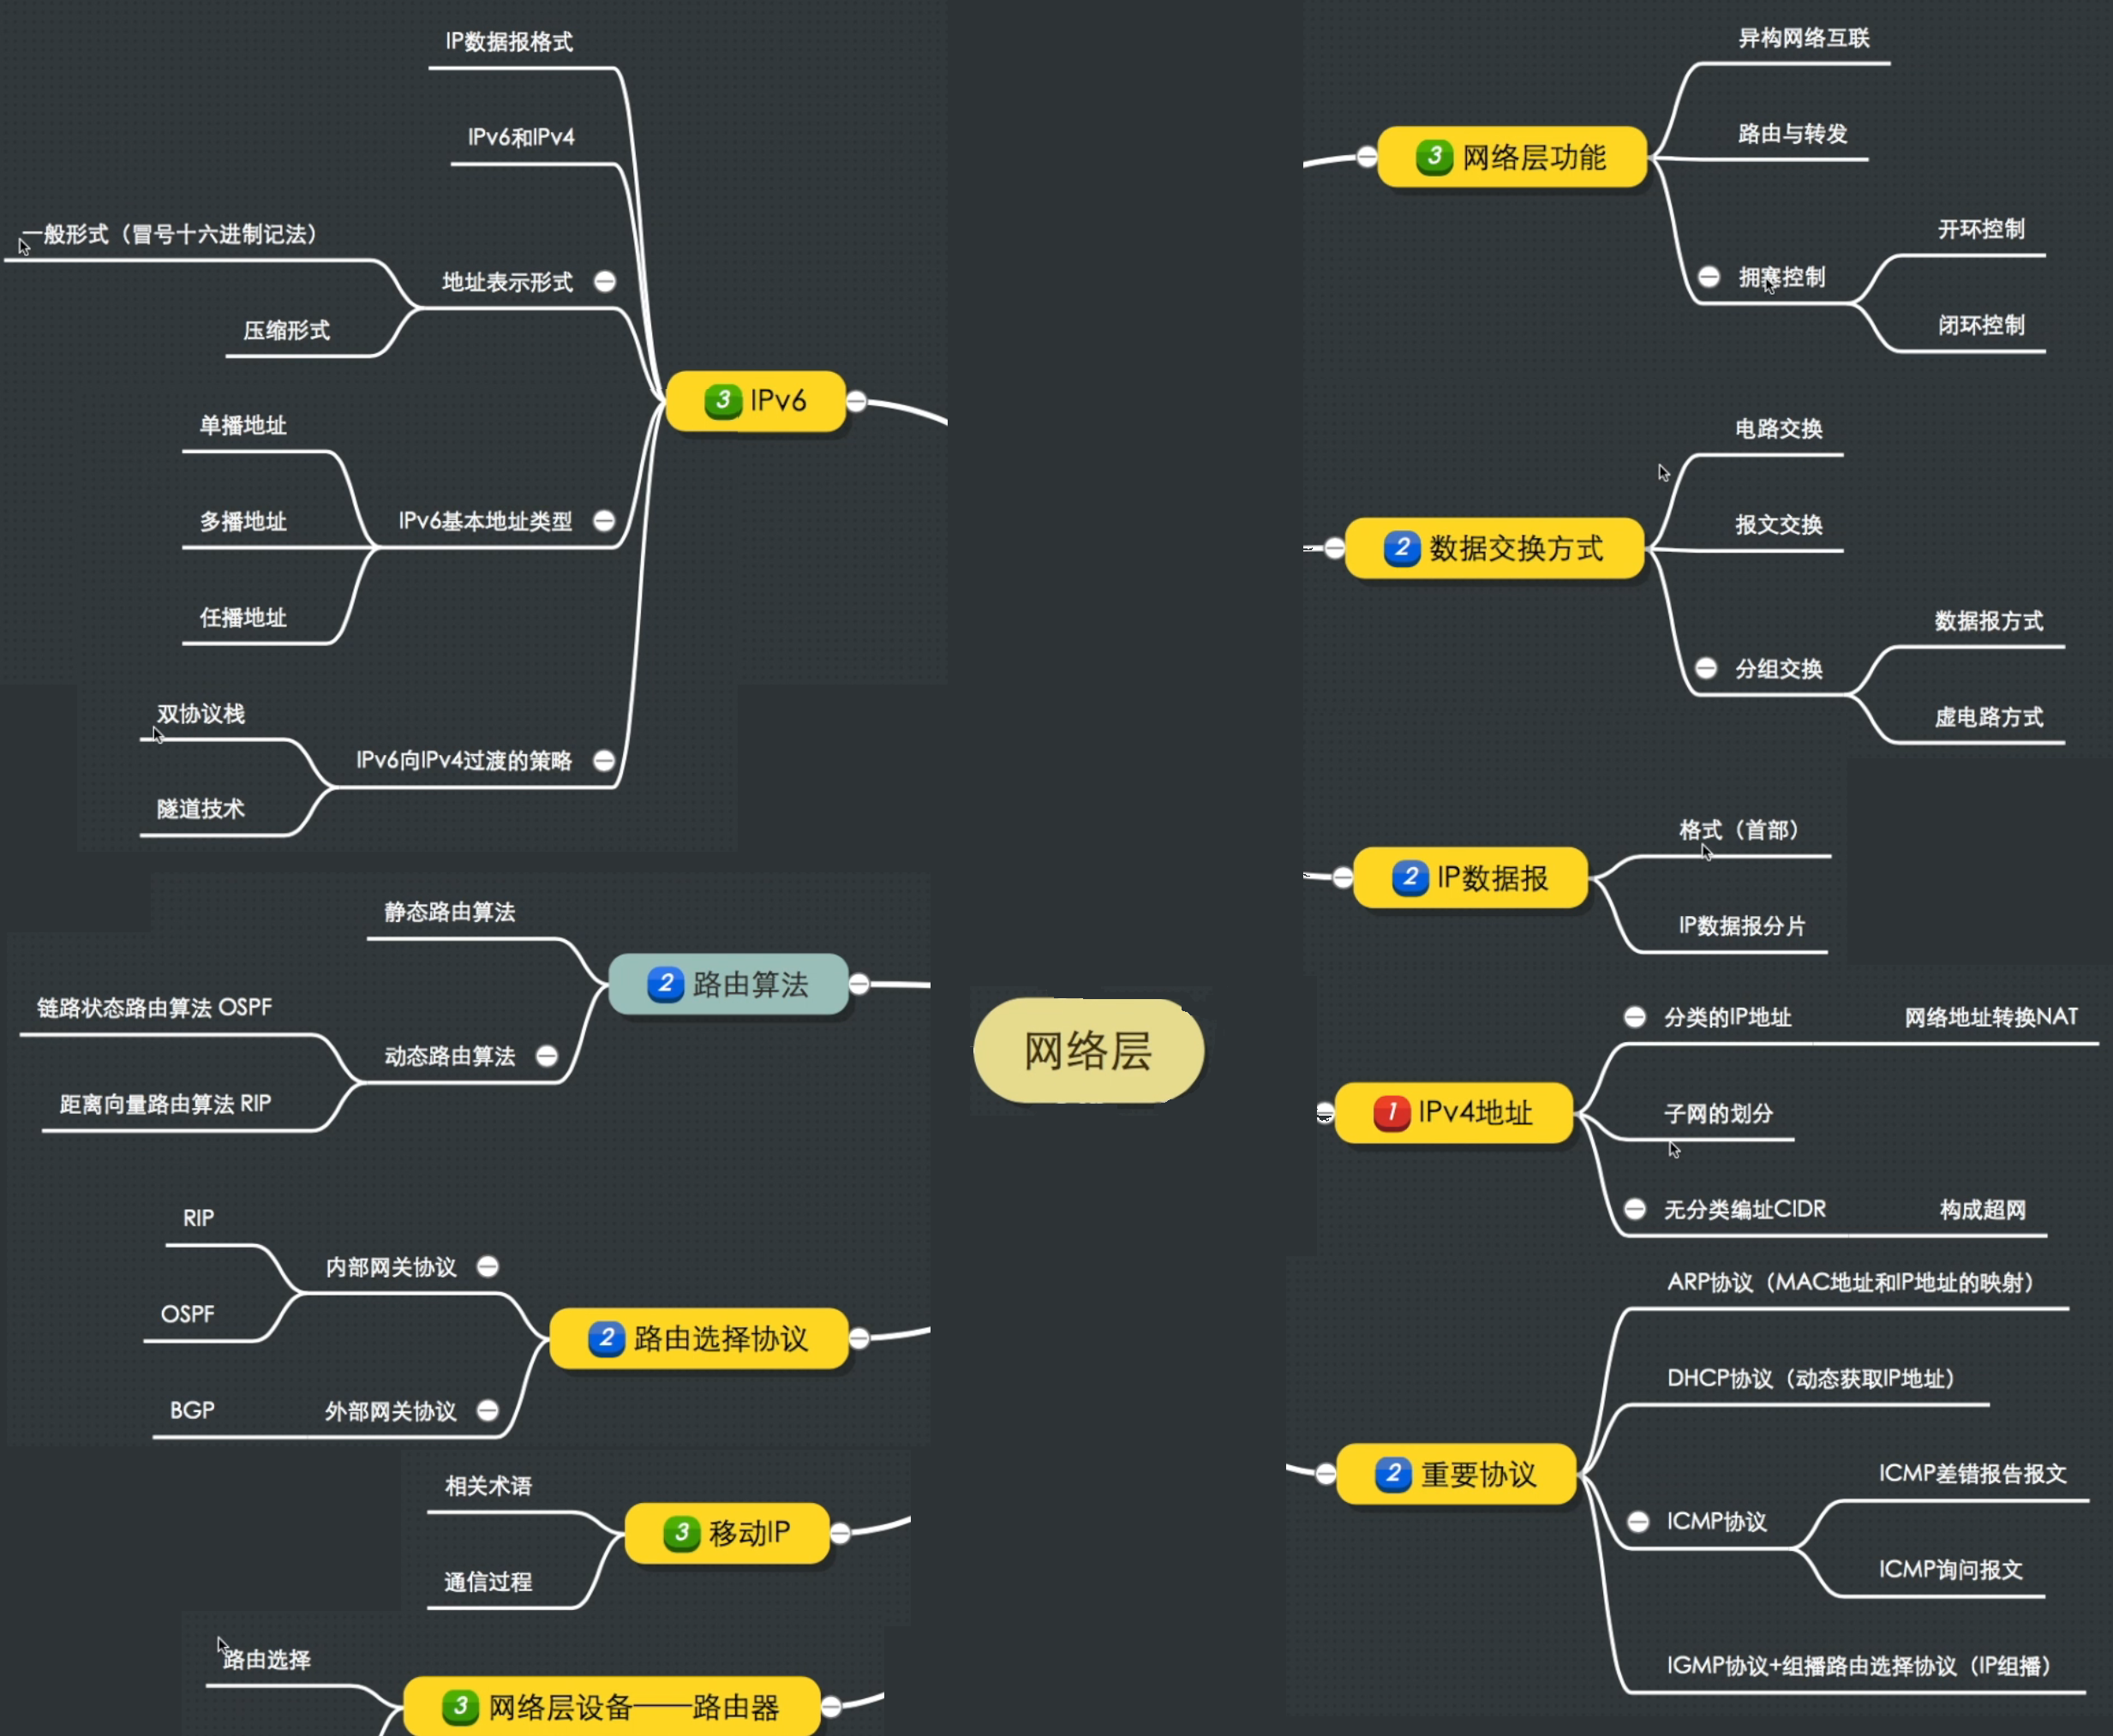 IP数据报格式
IPv6和IPv4
一般形式（冒号十六进制记法）
地址表示形式
压缩形式
3 IPv6
单播地址
多播地址
IPv6基本地址类型
任播地址
双协议栈
IPv6向IPv4过渡的策略
隧道技术
静态路由算法
2 路由算法
链路状态路由算法 OSPF
动态路由算法
距离向量路由算法 RIP
RIP
内部网关协议
OSPF
2 路由选择协议
BGP
外部网关协议
相关术语
3 移动IP
通信过程
路由选择
3 网络层设备——路由器
网络层
异构网络互联
路由与转发
3 网络层功能
开环控制
拥塞控制
闭环控制
电路交换
报文交换
2 数据交换方式
数据报方式
分组交换
虚电路方式
格式（首部）
2 IP数据报
IP数据报分片
分类的IP地址
网络地址转换NAT
1 IPv4地址
子网的划分
无分类编址CIDR
构成超网
ARP协议（MAC地址和IP地址的映射）
DHCP协议（动态获取IP地址）
2 重要协议
ICMP差错报告报文
ICMP协议
ICMP询问报文
IGMP协议+组播路由选择协议（IP组播）